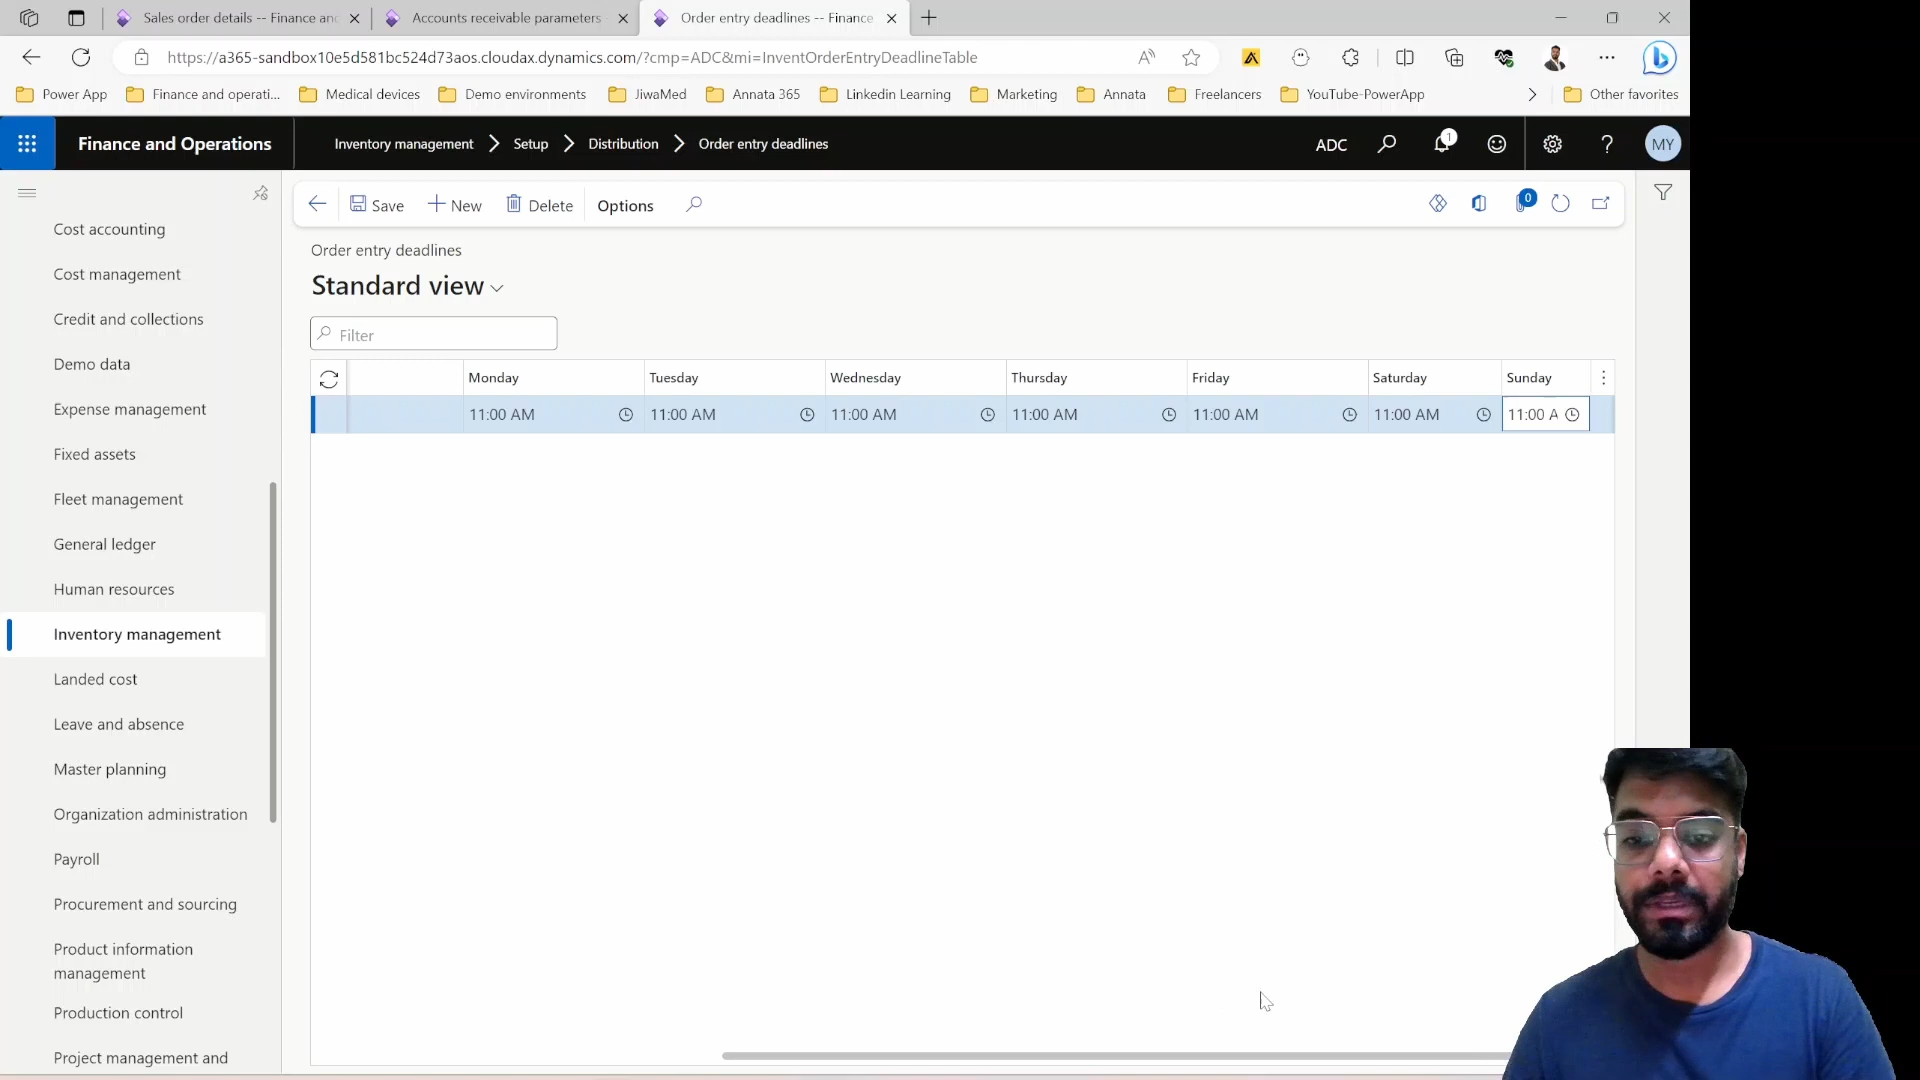 Sales order details -- Finance and
Accounts receivable parameters -
Order entry deadlines -- Finance
https://a365-sandbox10e5d581bc524d73aos.cloudax.dynamics.com/?cmp=ADC&mi=InventOrderEntryDeadlineTable
Power App
Finance and operati...
Medical devices
Demo environments
JiwaMed
Annata 365
Linkedin Learning
Marketing
Annata
Freelancers
YouTube-PowerApp
Other favorites
Finance and Operations
Inventory management
Setup
Distribution
Order entry deadlines
ADC
1
?
MY
Save
New
Delete
Options
0
Order entry deadlines
Standard view
Filter
Monday Tuesday Wednesday Thursday Friday Saturday Sunday
11:00 AM 11:00 AM 11:00 AM 11:00 AM 11:00 AM 11:00 AM 11:00 A
Cost accounting
Cost management
Credit and collections
Demo data
Expense management
Fixed assets
Fleet management
General ledger
Human resources
Inventory management
Landed cost
Leave and absence
Master planning
Organization administration
Payroll
Procurement and sourcing
Product information
management
Production control
Project management and